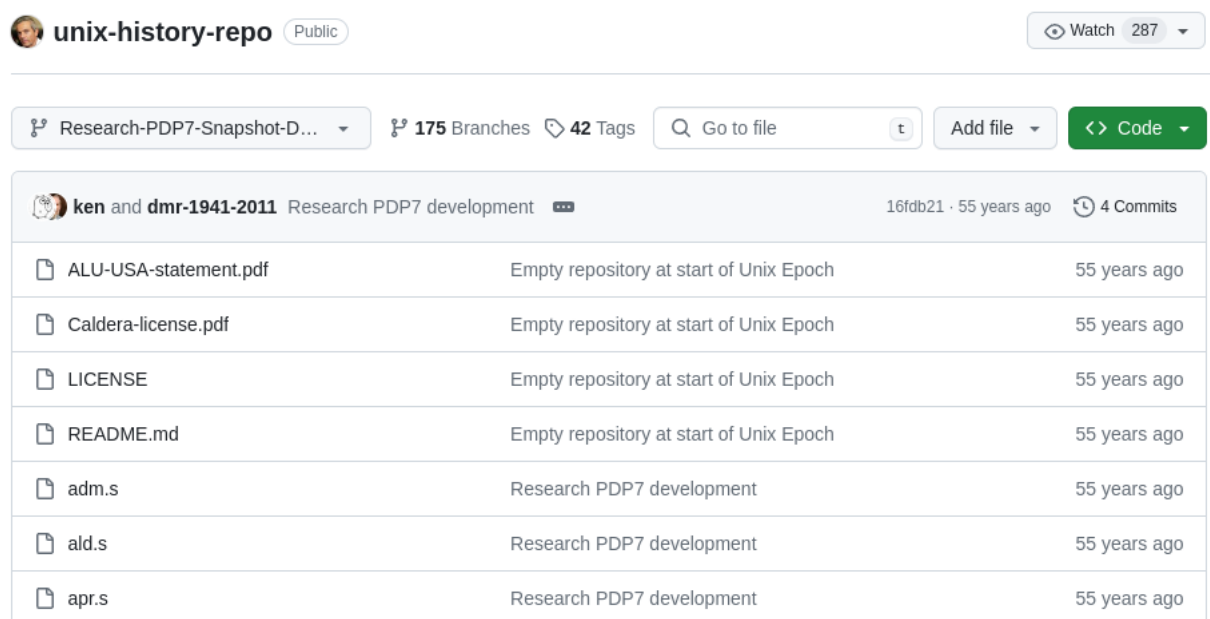 unix-history-repo Public Watch 287
Research-PDP7-Snapshot-D... 175 Branches 42 Tags Go to file t Add file Code
ken and dmr-1941-2011 Research PDP7 development 16fdb21 · 55 years ago 4 Commits
ALU-USA-statement.pdf Empty repository at start of Unix Epoch 55 years ago
Caldera-license.pdf Empty repository at start of Unix Epoch 55 years ago
LICENSE Empty repository at start of Unix Epoch 55 years ago
README.md Empty repository at start of Unix Epoch 55 years ago
adm.s Research PDP7 development 55 years ago
ald.s Research PDP7 development 55 years ago
apr.s Research PDP7 development 55 years ago